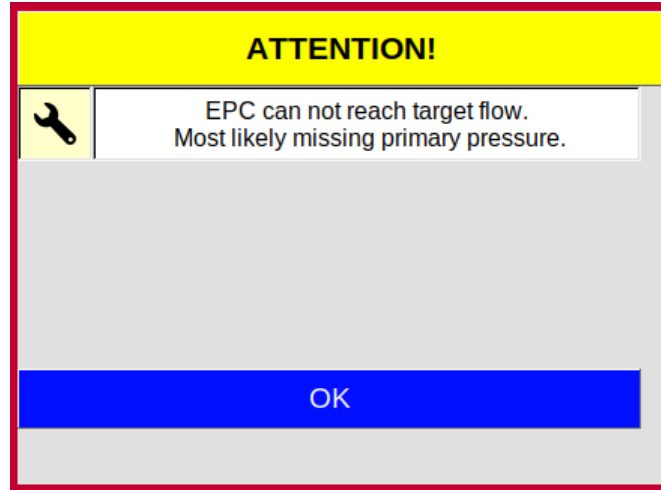 ATTENTION!
EPC can not reach target flow.
Most likely missing primary pressure.
OK